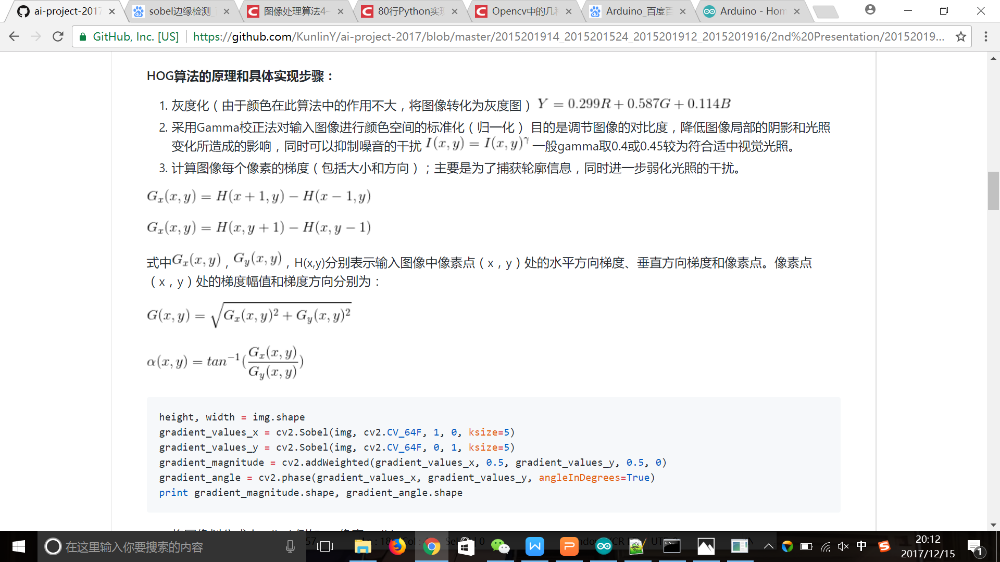 ai-project-2017
sobel边缘检测_
图像处理算法4-
80行Python实现
Opencv中的几种
Arduino_百度百
Arduino - Hom
GitHub, Inc. [US]
https://github.com/KunlinY/ai-project-2017/blob/master/2015201914_2015201524_2015201912_2015201916/2nd%20Presentation/20152019...
HOG算法的原理和具体实现步骤：
1. 灰度化（由于颜色在此算法中的作用不大，将图像转化为灰度图） Y = 0.299R + 0.587G + 0.114B
2. 采用Gamma校正法对输入图像进行颜色空间的标准化（归一化） 目的是调节图像的对比度，降低图像局部的阴影和光照
变化所造成的影响，同时可以抑制噪音的干扰 I(x, y) = I(x, y)^γ 一般gamma取0.4或0.45较为符合适中视觉光照。
3. 计算图像每个像素的梯度（包括大小和方向）；主要是为了捕获轮廓信息，同时进一步弱化光照的干扰。
G_x(x, y) = H(x + 1, y) − H(x − 1, y)
G_x(x, y) = H(x, y + 1) − H(x, y − 1)
式中G_x(x, y)，G_y(x, y)，H(x,y)分别表示输入图像中像素点（x，y）处的水平方向梯度、垂直方向梯度和像素点。像素点
（x，y）处的梯度幅值和梯度方向分别为：
G(x, y) = √(G_x(x, y)² + G_y(x, y)²)
α(x, y) = tan⁻¹(G_x(x, y) / G_y(x, y))
height, width = img.shape
gradient_values_x = cv2.Sobel(img, cv2.CV_64F, 1, 0, ksize=5)
gradient_values_y = cv2.Sobel(img, cv2.CV_64F, 0, 1, ksize=5)
gradient_magnitude = cv2.addWeighted(gradient_values_x, 0.5, gradient_values_y, 0.5, 0)
gradient_angle = cv2.phase(gradient_values_x, gradient_values_y, angleInDegrees=True)
print gradient_magnitude.shape, gradient_angle.shape
在这里输入你要搜索的内容
中
20:12
2017/12/15
1